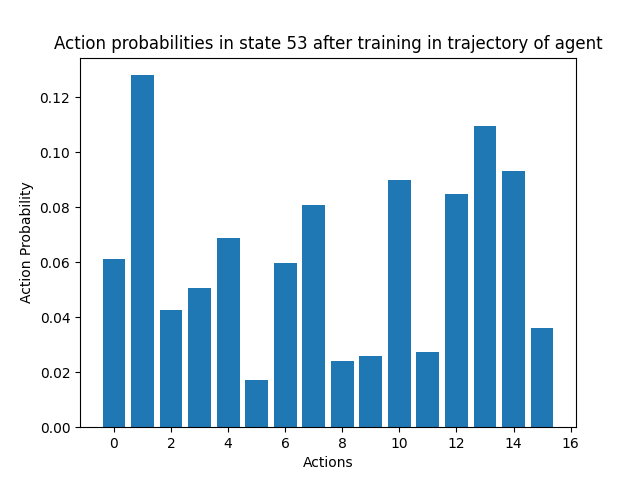 Action probabilities in state 53 after training in trajectory of agent
Action Probability
0.12
0.10
0.08
0.06
0.04
0.02
0.00
0 2 4 6 8 10 12 14 16
Actions